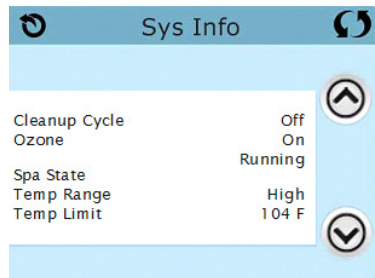 Sys Info
Cleanup Cycle Off
Ozone On
Running
Spa State
Temp Range High
Temp Limit 104 F